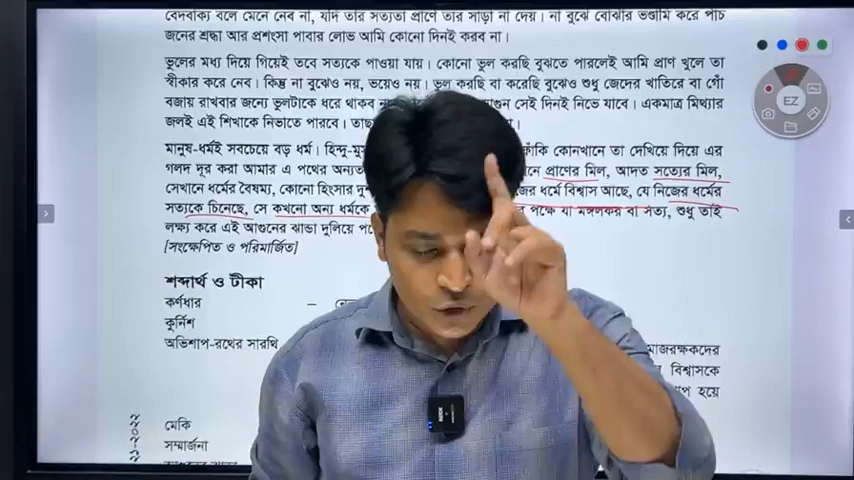 বেদবাক্য বলে মেনে নেব না, যদি তার সত্যতা প্রাণে তার সাড়া না দেয়। না বুঝে বোঝার ভণ্ডামি করে পাঁচ
জনের শ্রদ্ধা আর প্রশংসা পাবার লোভ আমি কোনো দিনই করব না।
ভুলের মধ্য দিয়ে গিয়েই তবে সত্যকে পাওয়া যায়। কোনো ভুল করছি বুঝতে পারলেই আমি প্রাণ খুলে তা
স্বীকার করে নেব। কিন্তু না বুঝেও নয়, ভয়েও নয়। ভুল করছি বা করেছি বুঝেও শুধু জেদের খাতিরে বা গোঁ
বজায় রাখবার জন্যে ভুলটাকে ধরে থাকব সেই দিনই নিভে যাবে। একমাত্র মিথ্যার
জলই এই শিখাকে নিভাতে পারবে।
মানুষ-ধর্মই সবচেয়ে বড় ধর্ম। কোনখানে তা দেখিয়ে দিয়ে এর
গলদ দূর করা আমার এ পথের প্রাণের মিল, আদত সত্যের মিল,
সেখানে ধর্মের বৈষম্য, কোনো হিংসার ধর্মে বিশ্বাস আছে, যে নিজের ধর্মের
সত্যকে চিনেছে, সে কখনো অন্য ধর্মকে পক্ষে যা মঙ্গলকর বা সত্য, শুধু তাই
লক্ষ্য করে এই আগুনের ঝান্ডা দুলিয়ে
[সংক্ষেপিত ও পরিমার্জিত]
শব্দার্থ ও টীকা
কর্ণধার –
কুর্নিশ
অভিশাপ-রথের সারথি
বিশ্বাসকে
হয়ে
মেকি
সম্মার্জনা
২১-২০২২
EZ